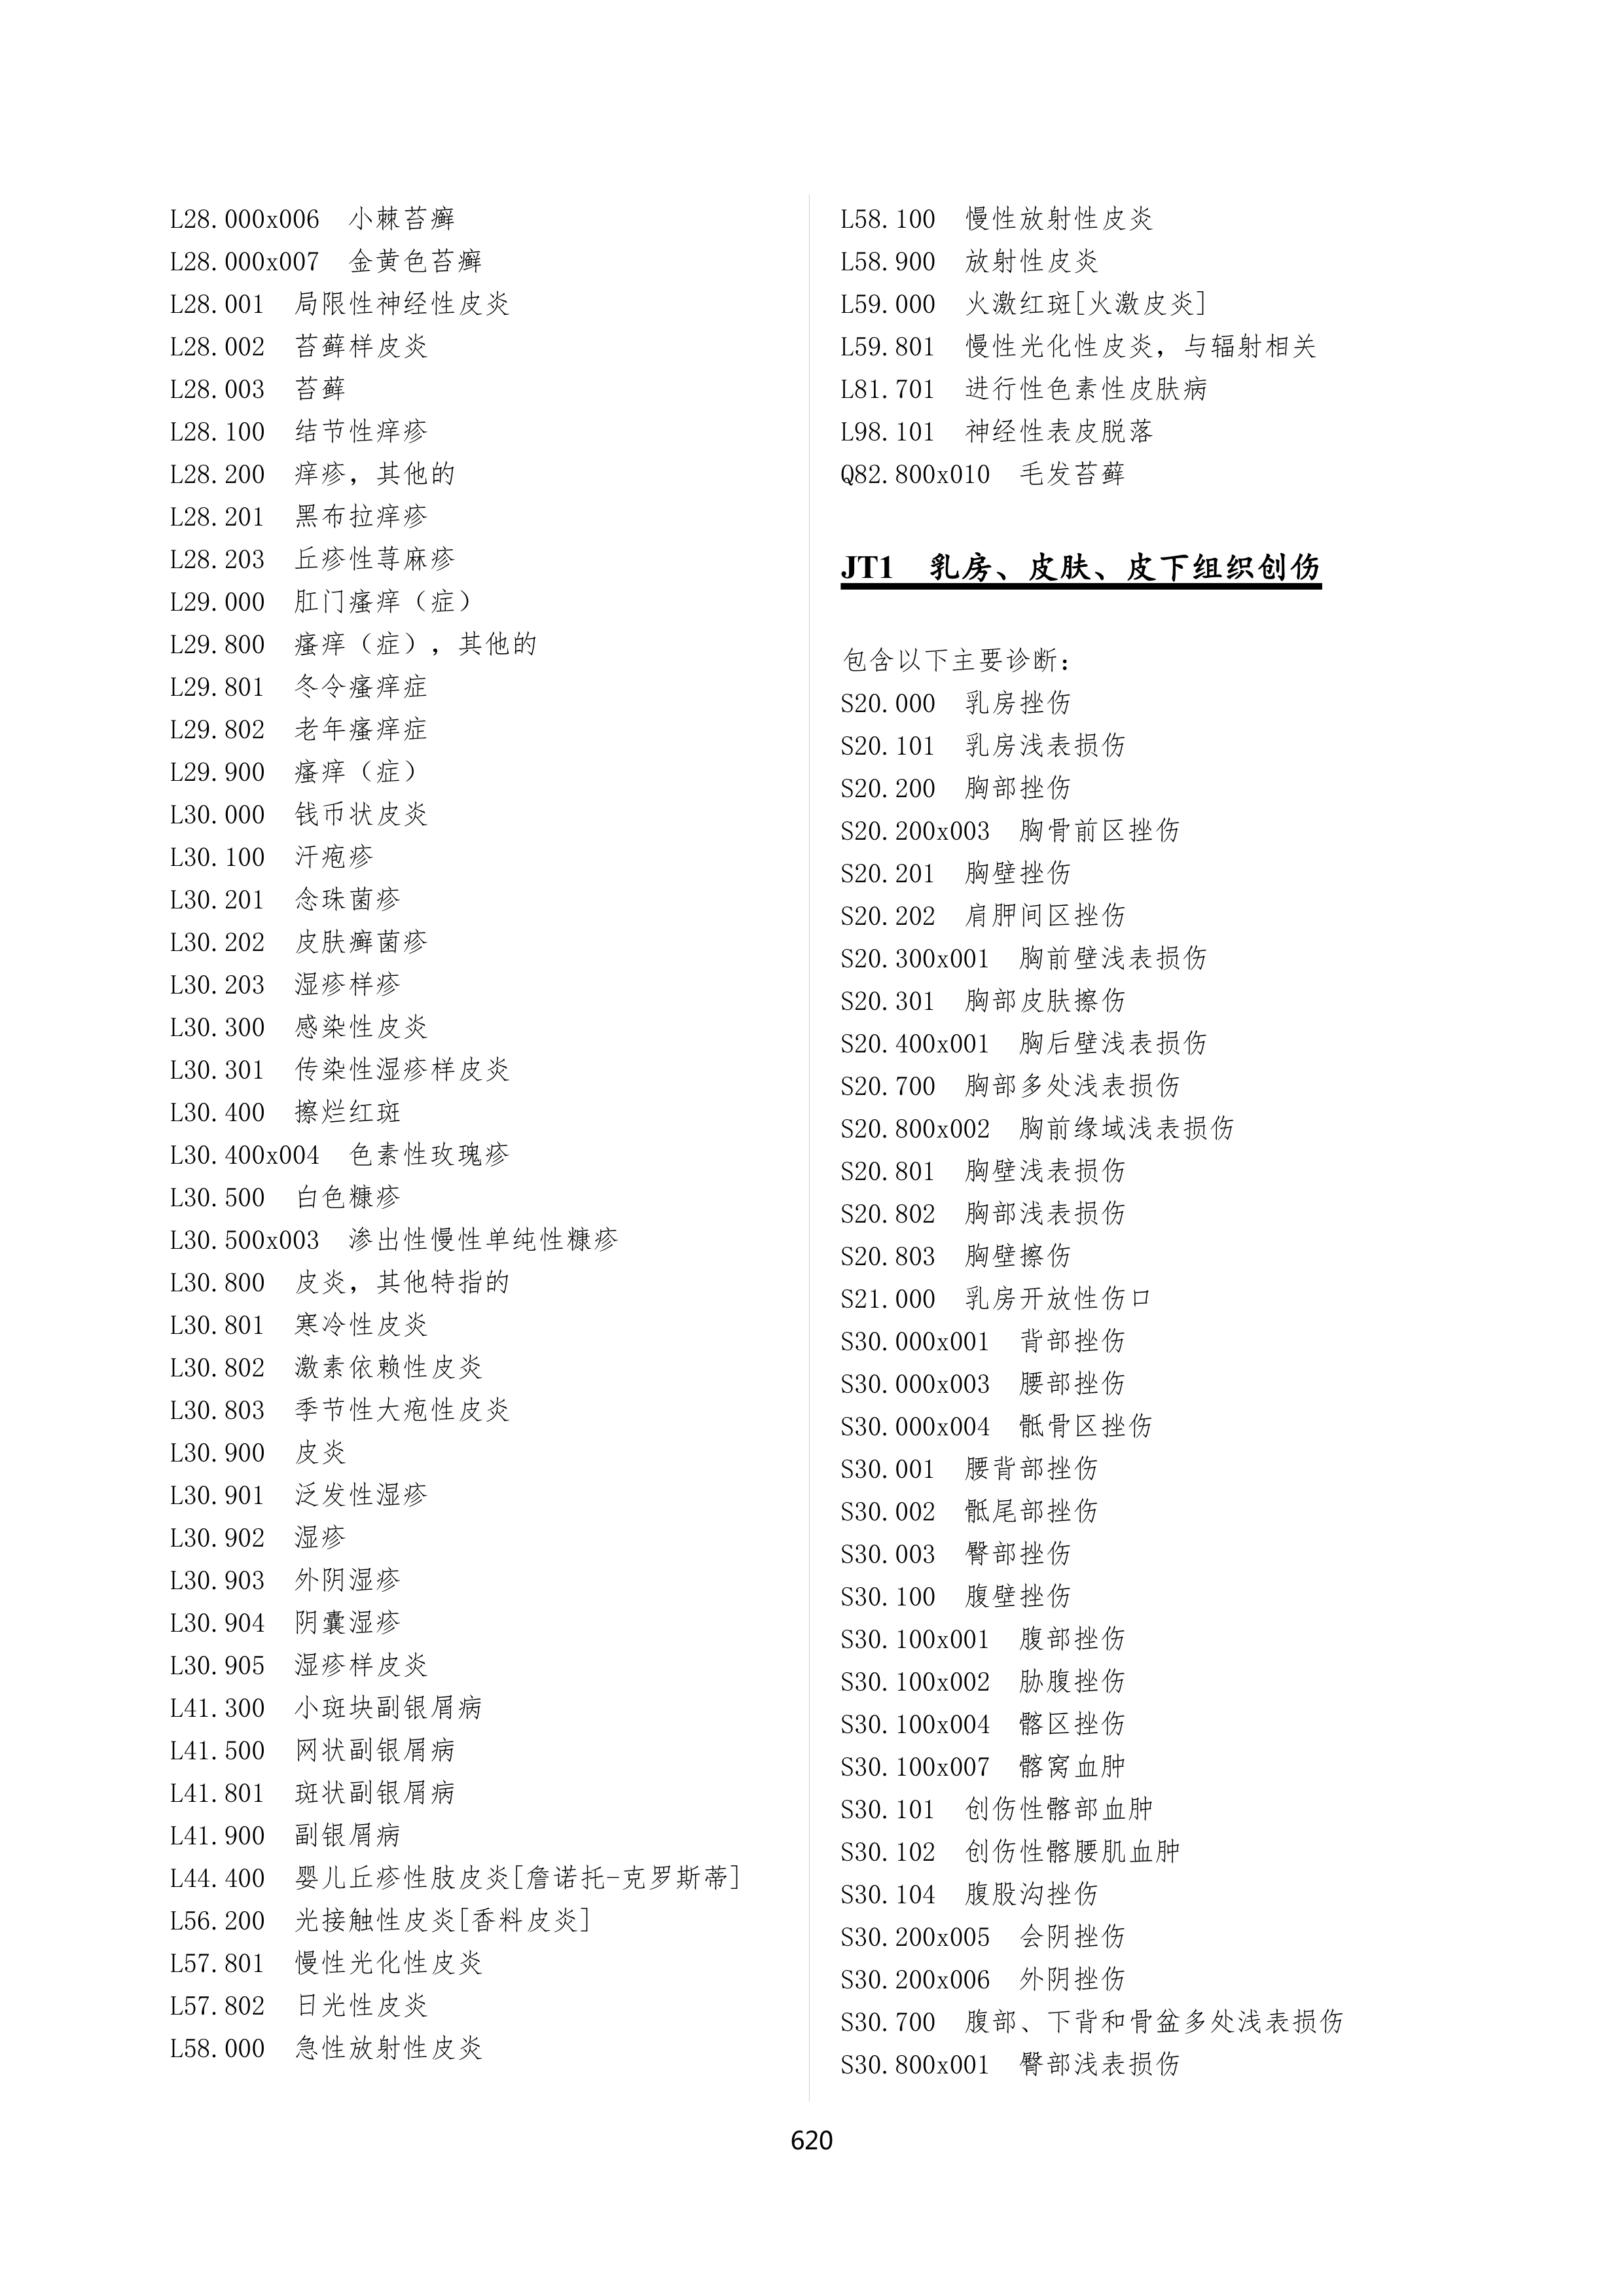 L28.000x006 小棘苔癣
L28.000x007 金黄色苔癣
L28.001 局限性神经性皮炎
L28.002 苔藓样皮炎
L28.003 苔藓
L28.100 结节性痒疹
L28.200 痒疹，其他的
L28.201 黑布拉痒疹
L28.203 丘疹性荨麻疹
L29.000 肛门瘙痒（症）
L29.800 瘙痒（症），其他的
L29.801 冬令瘙痒症
L29.802 老年瘙痒症
L29.900 瘙痒（症）
L30.000 钱币状皮炎
L30.100 汗疱疹
L30.201 念珠菌疹
L30.202 皮肤癣菌疹
L30.203 湿疹样疹
L30.300 感染性皮炎
L30.301 传染性湿疹样皮炎
L30.400 擦烂红斑
L30.400x004 色素性玫瑰疹
L30.500 白色糠疹
L30.500x003 渗出性慢性单纯性糠疹
L30.800 皮炎，其他特指的
L30.801 寒冷性皮炎
L30.802 激素依赖性皮炎
L30.803 季节性大疱性皮炎
L30.900 皮炎
L30.901 泛发性湿疹
L30.902 湿疹
L30.903 外阴湿疹
L30.904 阴囊湿疹
L30.905 湿疹样皮炎
L41.300 小斑块副银屑病
L41.500 网状副银屑病
L41.801 斑状副银屑病
L41.900 副银屑病
L44.400 婴儿丘疹性肢皮炎[詹诺托-克罗斯蒂]
L56.200 光接触性皮炎[香料皮炎]
L57.801 慢性光化性皮炎
L57.802 日光性皮炎
L58.000 急性放射性皮炎
L58.100 慢性放射性皮炎
L58.900 放射性皮炎
L59.000 火激红斑[火激皮炎]
L59.801 慢性光化性皮炎，与辐射相关
L81.701 进行性色素性皮肤病
L98.101 神经性表皮脱落
Q82.800x010 毛发苔藓
JT1 乳房、皮肤、皮下组织创伤
包含以下主要诊断：
S20.000 乳房挫伤
S20.101 乳房浅表损伤
S20.200 胸部挫伤
S20.200x003 胸骨前区挫伤
S20.201 胸壁挫伤
S20.202 肩胛间区挫伤
S20.300x001 胸前壁浅表损伤
S20.301 胸部皮肤擦伤
S20.400x001 胸后壁浅表损伤
S20.700 胸部多处浅表损伤
S20.800x002 胸前缘域浅表损伤
S20.801 胸壁浅表损伤
S20.802 胸部浅表损伤
S20.803 胸壁擦伤
S21.000 乳房开放性伤口
S30.000x001 背部挫伤
S30.000x003 腰部挫伤
S30.000x004 骶骨区挫伤
S30.001 腰背部挫伤
S30.002 骶尾部挫伤
S30.003 臀部挫伤
S30.100 腹壁挫伤
S30.100x001 腹部挫伤
S30.100x002 胁腹挫伤
S30.100x004 髂区挫伤
S30.100x007 髂窝血肿
S30.101 创伤性髂部血肿
S30.102 创伤性髂腰肌血肿
S30.104 腹股沟挫伤
S30.200x005 会阴挫伤
S30.200x006 外阴挫伤
S30.700 腹部、下背和骨盆多处浅表损伤
S30.800x001 臀部浅表损伤
620